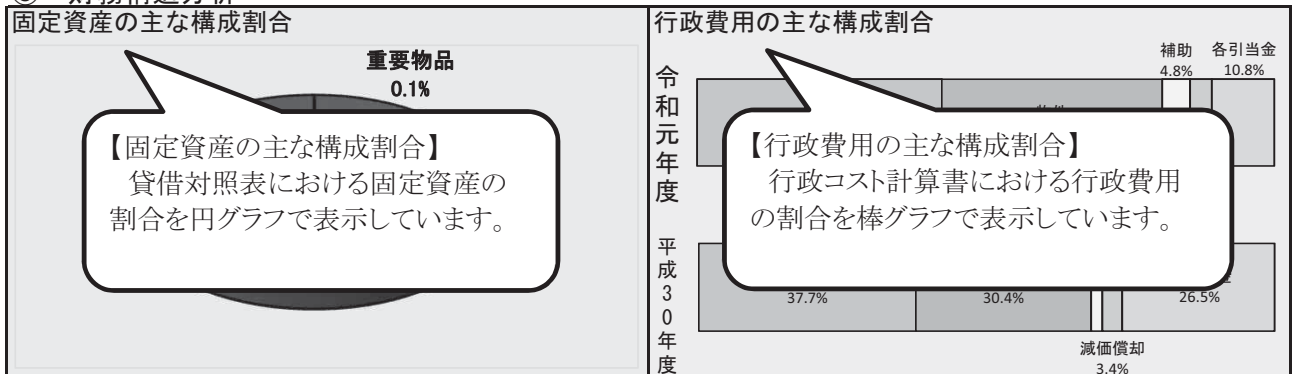 固定資産の主な構成割合
重要物品
0.1%
【固定資産の主な構成割合】
貸借対照表における固定資産の
割合を円グラフで表示しています。
行政費用の主な構成割合
補助
4.8%
各引当金
10.8%
令和元年度
【行政費用の主な構成割合】
行政コスト計算書における行政費用
の割合を棒グラフで表示しています。
平成30年度
37.7%
30.4%
26.5%
減価償却
3.4%